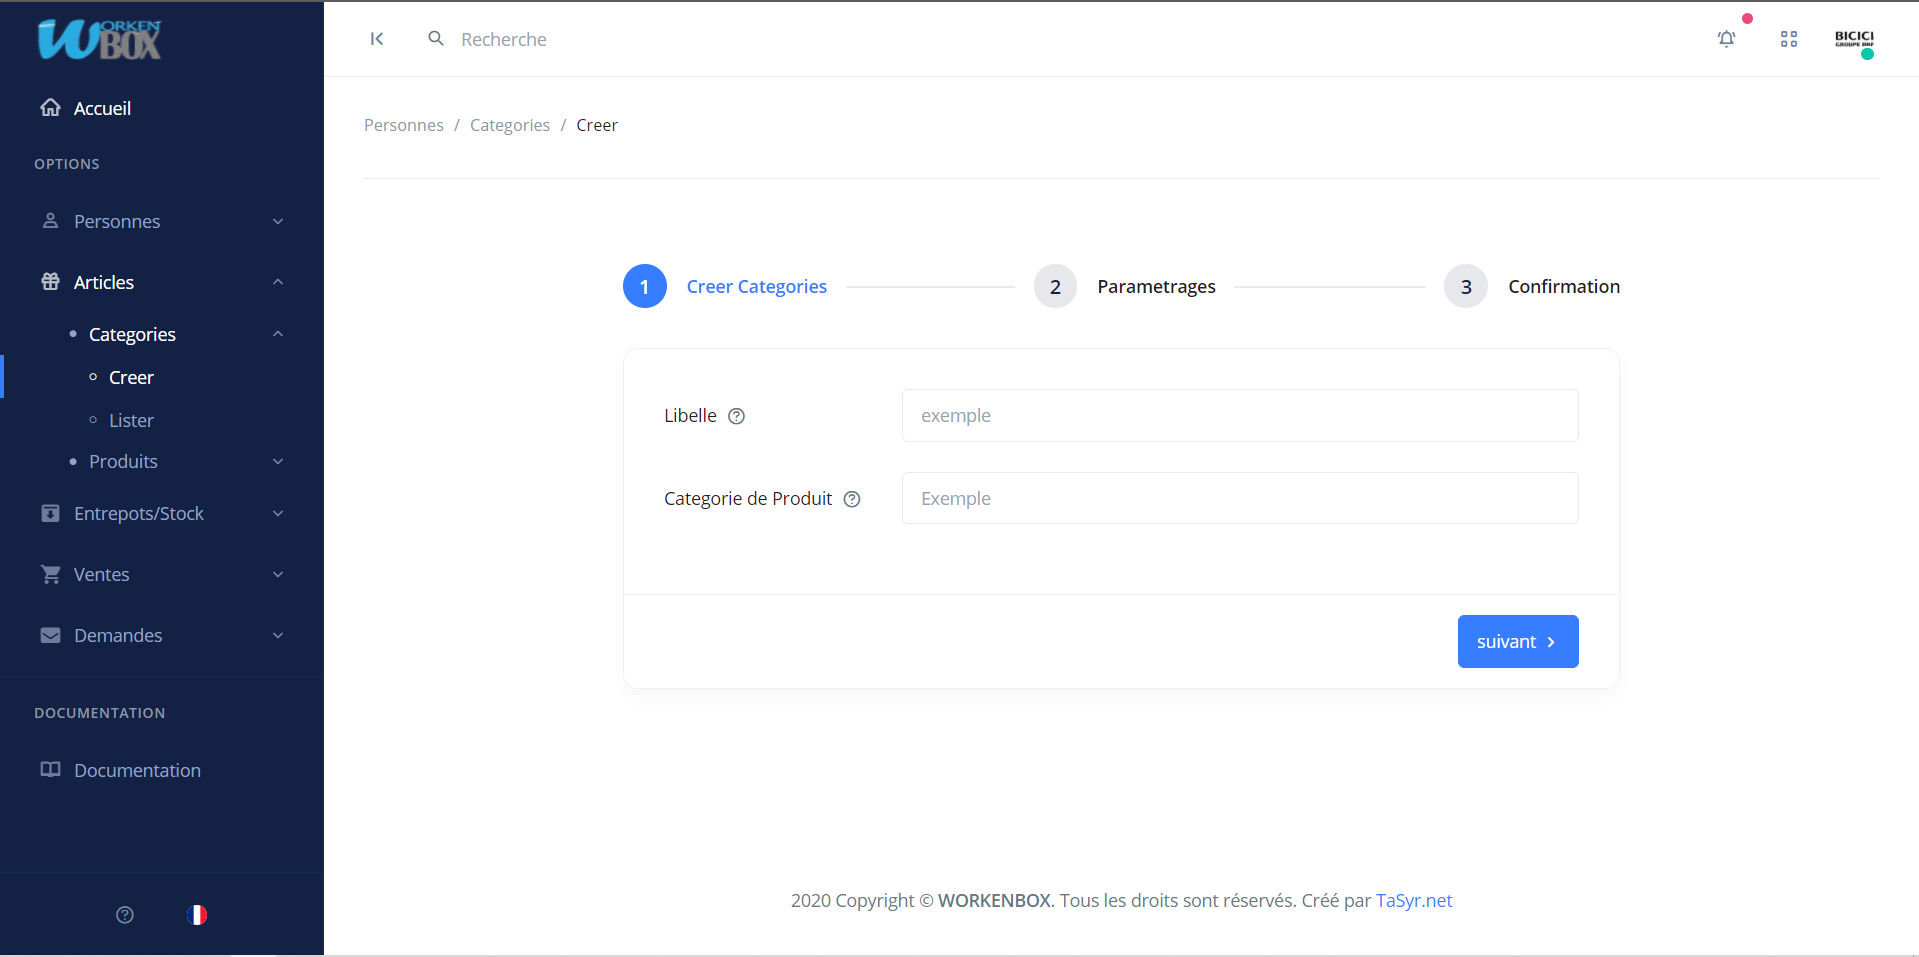 WORKEN BOX
Recherche
BICICI
GROUPE BNP
Accueil
OPTIONS
Personnes
Articles
Categories
Creer
Lister
Produits
Entrepots/Stock
Ventes
Demandes
DOCUMENTATION
Documentation
Personnes / Categories / Creer
1 Creer Categories
2 Parametrages
3 Confirmation
Libelle
exemple
Categorie de Produit
Exemple
suivant
2020 Copyright © WORKENBOX. Tous les droits sont réservés. Créé par TaSyr.net